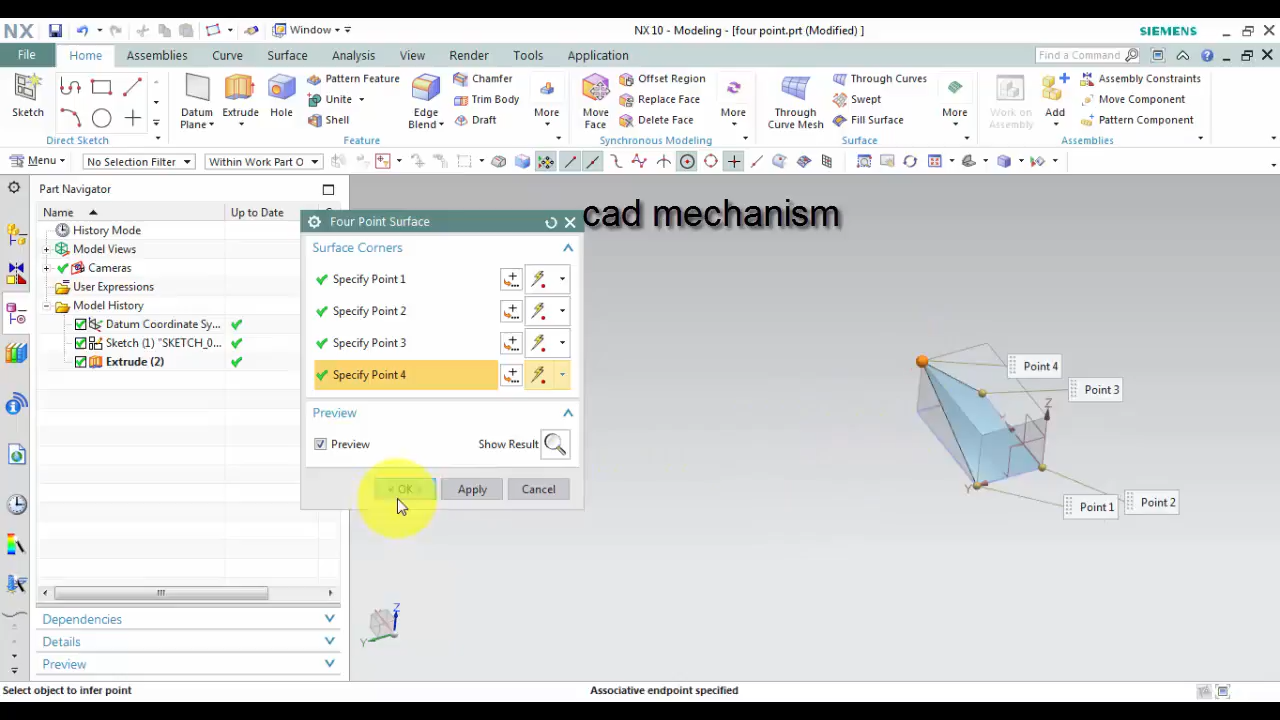 NX
Window
NX 10 - Modeling - [four point.prt (Modified) ]
SIEMENS
File
Home
Assemblies
Curve
Surface
Analysis
View
Render
Tools
Application
Find a Command
Sketch
Direct Sketch
Datum
Plane
Extrude
Hole
Pattern Feature
Unite
Shell
Edge
Blend
Chamfer
Trim Body
Draft
More
Feature
Move
Face
Offset Region
Replace Face
Delete Face
More
Synchronous Modeling
Through
Curve Mesh
Through Curves
Swept
Fill Surface
More
Surface
Work on
Assembly
Add
Assembly Constraints
Move Component
Pattern Component
Assemblies
Menu
No Selection Filter
Within Work Part O
Part Navigator
Name
Up to Date
History Mode
Model Views
Cameras
User Expressions
Model History
Datum Coordinate Sy...
Sketch (1) "SKETCH_0...
Extrude (2)
Dependencies
Details
Preview
Four Point Surface
Surface Corners
Specify Point 1
Specify Point 2
Specify Point 3
Specify Point 4
Preview
Preview
Show Result
< OK >
Apply
Cancel
cad mechanism
Point 4
Point 3
Z
Y
Point 1
Point 2
Z
Y
Select object to infer point
Associative endpoint specified